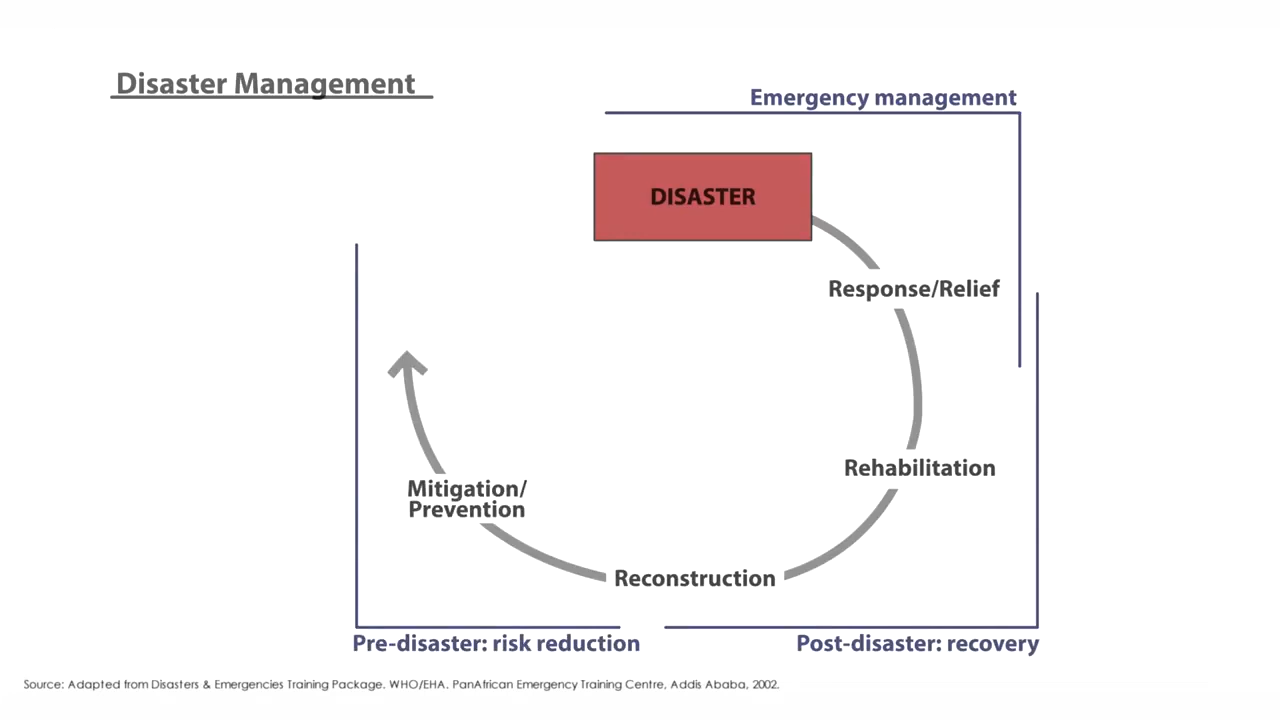 Disaster Management
Emergency management
DISASTER
Response/Relief
Rehabilitation
Mitigation/
Prevention
Reconstruction
Pre-disaster: risk reduction
Post-disaster: recovery
Source: Adapted from Disasters & Emergencies Training Package. WHO/EHA. PanAfrican Emergency Training Centre, Addis Ababa, 2002.